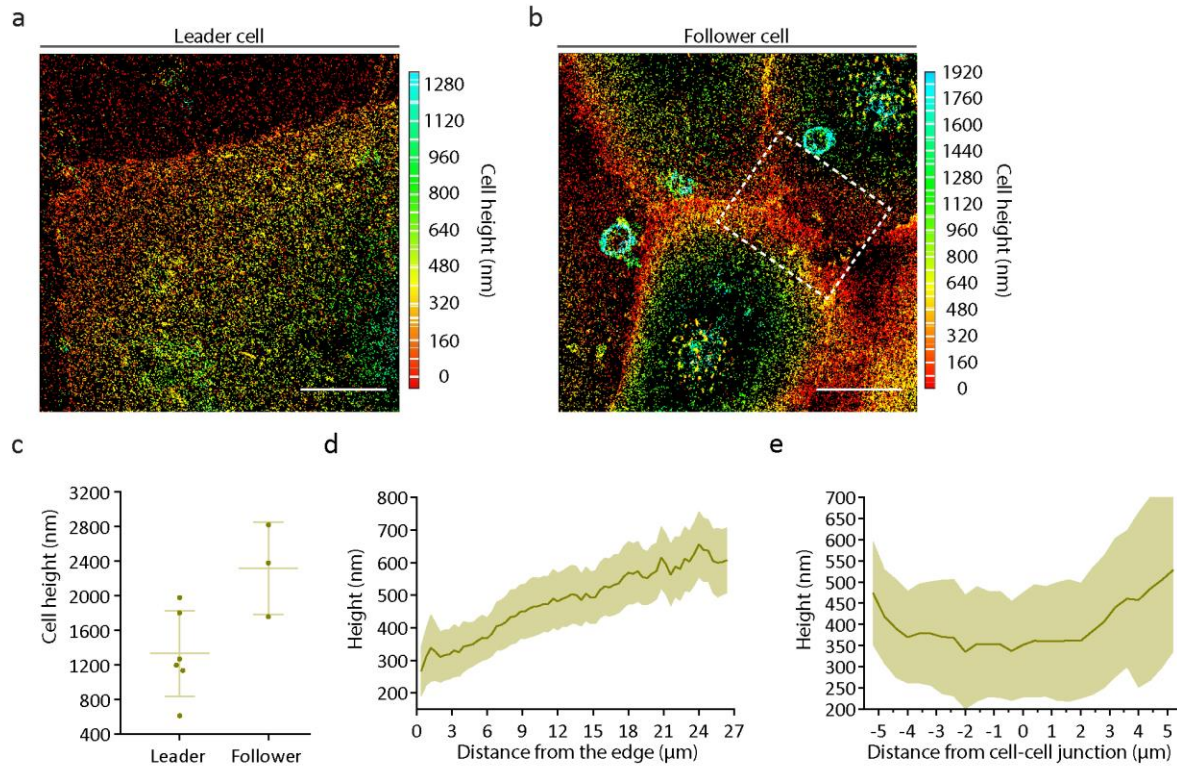 a
Leader cell
1280
1120
960
800
640
480
320
160
0
Cell height (nm)
b
Follower cell
1920
1760
1600
1440
1280
1120
960
800
640
480
320
160
0
Cell height (nm)
c
3200
2800
2400
2000
1600
1200
800
400
Cell height (nm)
Leader
Follower
d
800
700
600
500
400
300
200
Height (nm)
0 3 6 9 12 15 18 21 24 27
Distance from the edge (μm)
e
700
650
600
550
500
450
400
350
300
250
200
Height (nm)
-5 -4 -3 -2 -1 0 1 2 3 4 5
Distance from cell-cell junction (μm)